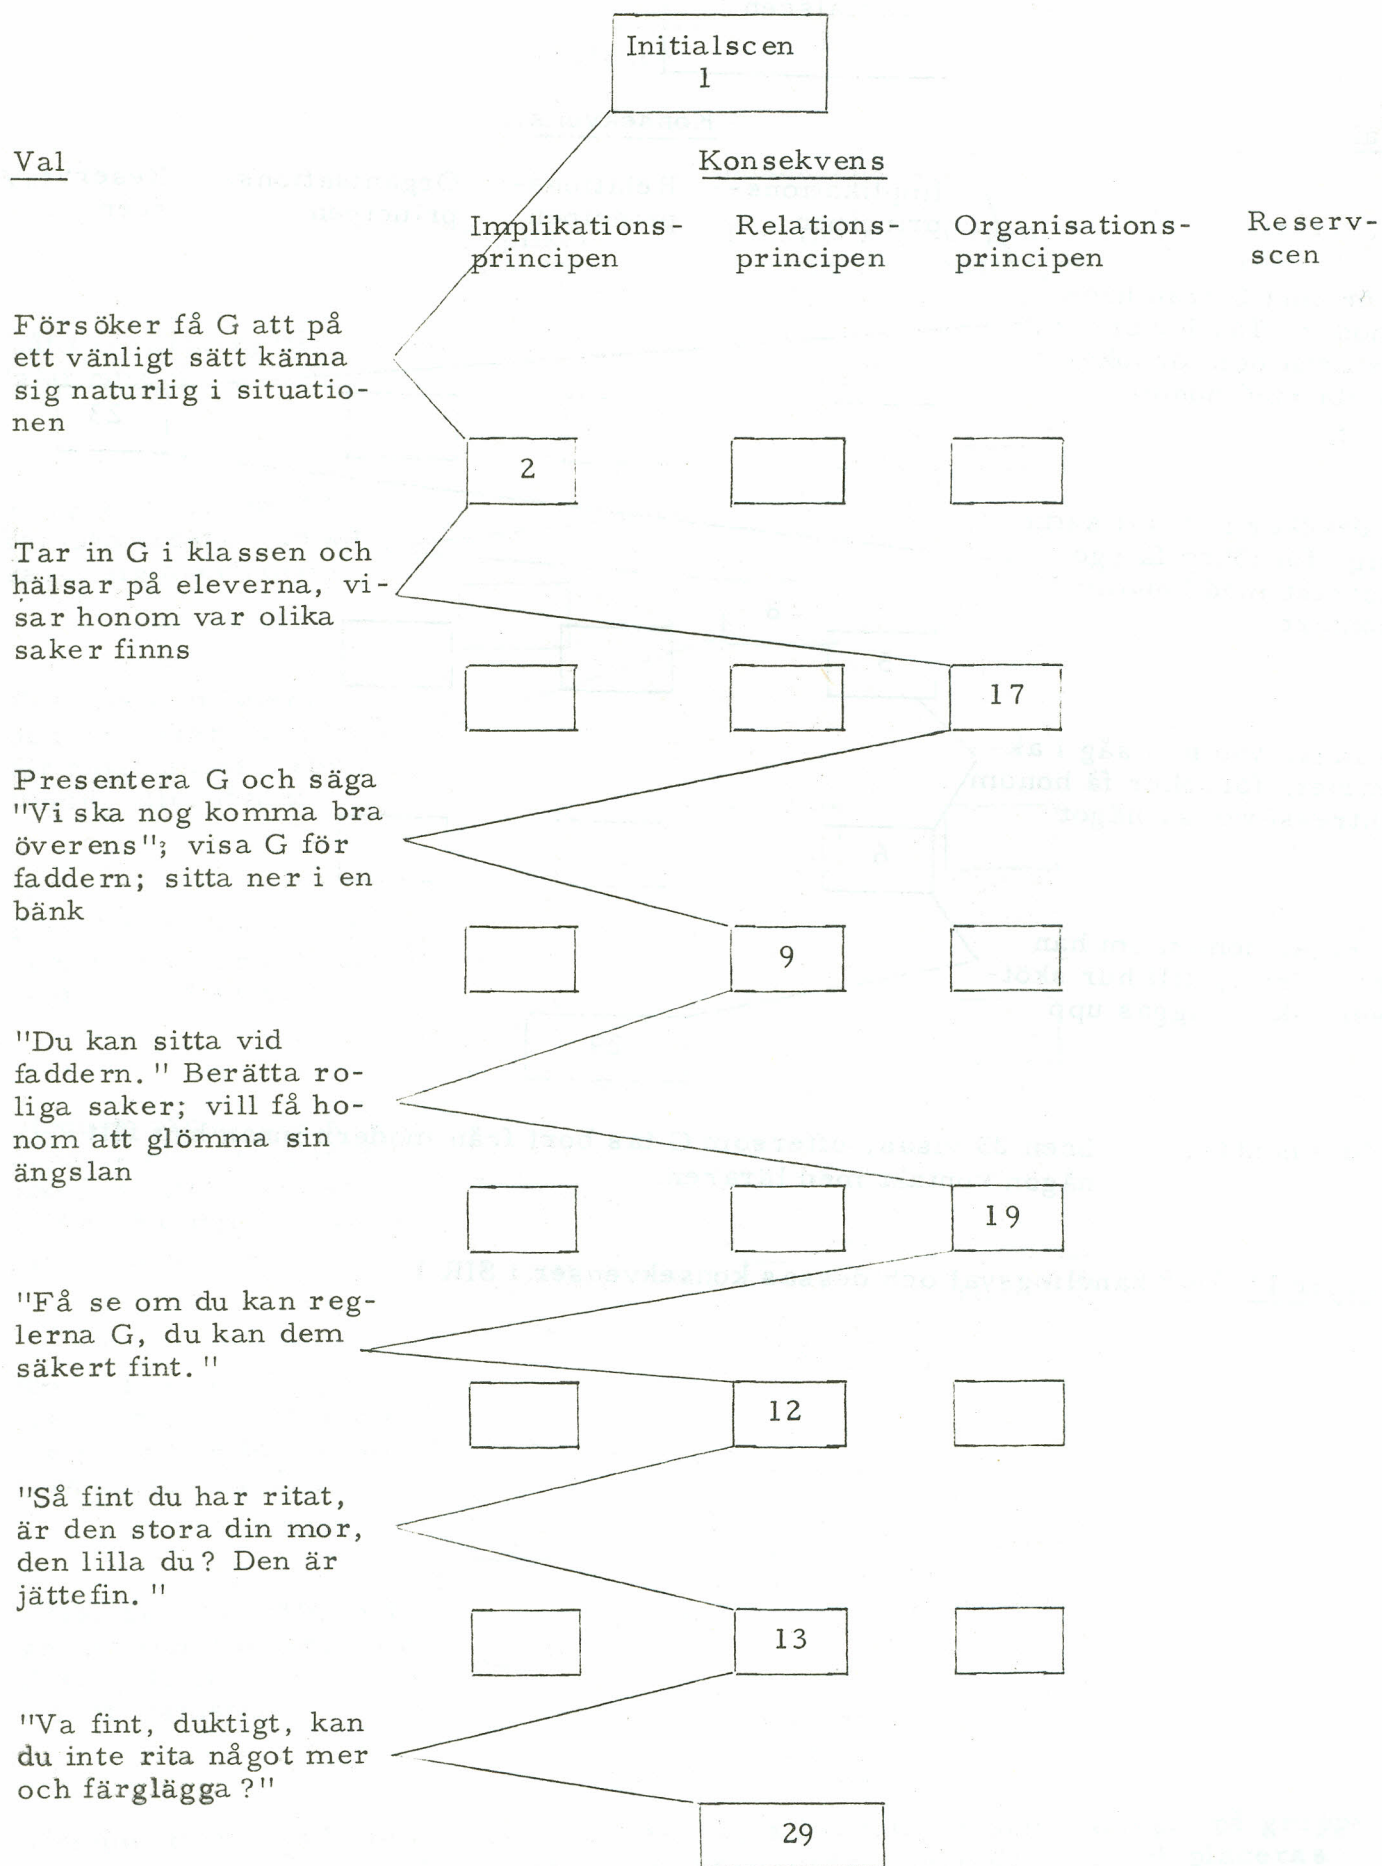 Initialscen
1
Val
Konsekvens
Implikations-
principen
Relations-
principen
Organisations-
principen
Reserv-
scen
Försöker få G att på
ett vänligt sätt känna
sig naturlig i situatio-
nen
2
Tar in G i klassen och
hälsar på eleverna, vi-
sar honom var olika
saker finns
17
Presentera G och säga
"Vi ska nog komma bra
överens"; visa G för
faddern; sitta ner i en
bänk
9
"Du kan sitta vid
faddern." Berätta ro-
liga saker; vill få ho-
nom att glömma sin
ängslan
19
"Få se om du kan reg-
lerna G, du kan dem
säkert fint."
12
"Så fint du har ritat,
är den stora din mor,
den lilla du? Den är
jättefin."
13
"Va fint, duktigt, kan
du inte rita något mer
och färglägga?"
29